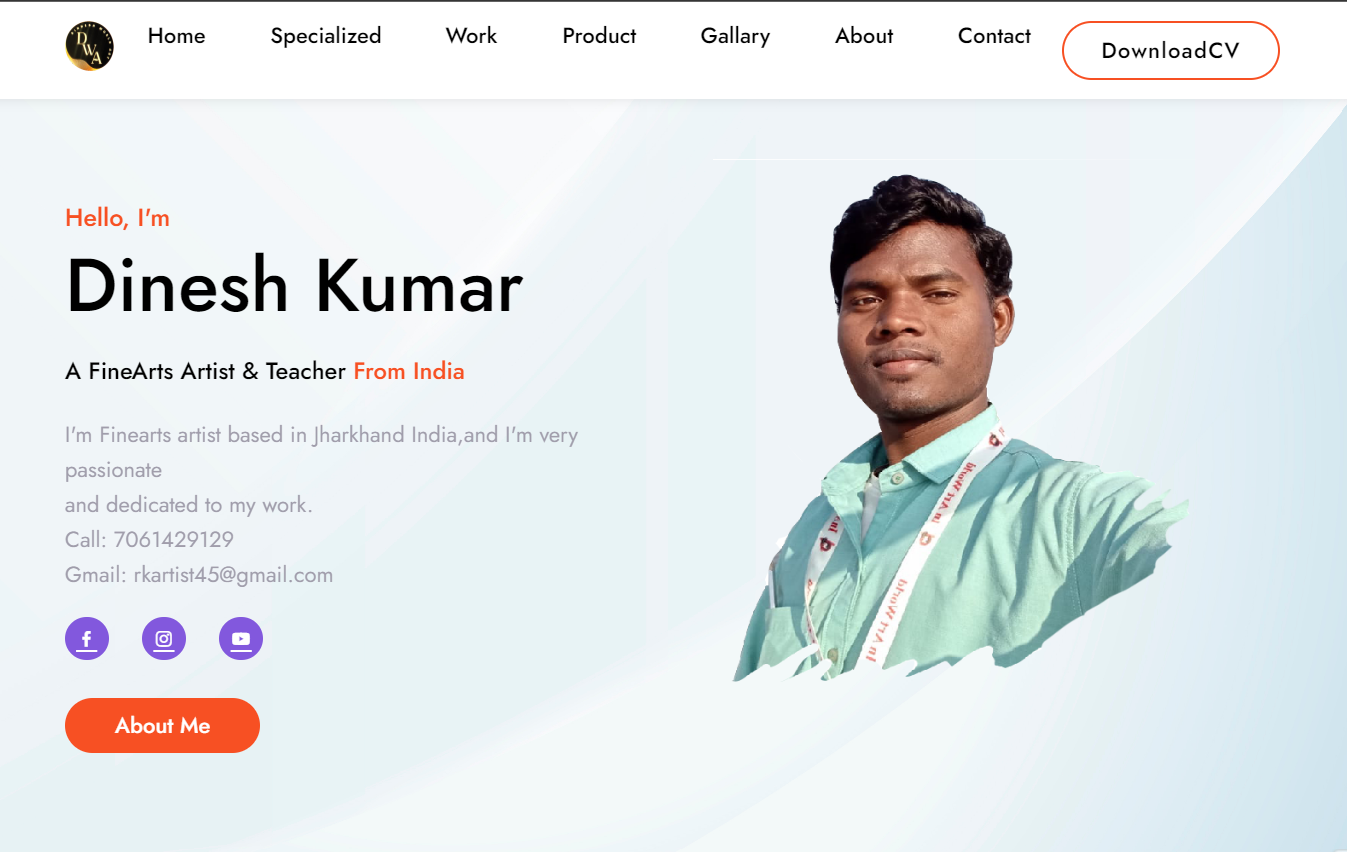 Home Specialized Work Product Gallary About Contact DownloadCV
RWA
Hello, I'm
Dinesh Kumar
A FineArts Artist & Teacher From India
I'm Finearts artist based in Jharkhand India,and I'm very
passionate
and dedicated to my work.
Call: 7061429129
Gmail: rkartist45@gmail.com
About Me